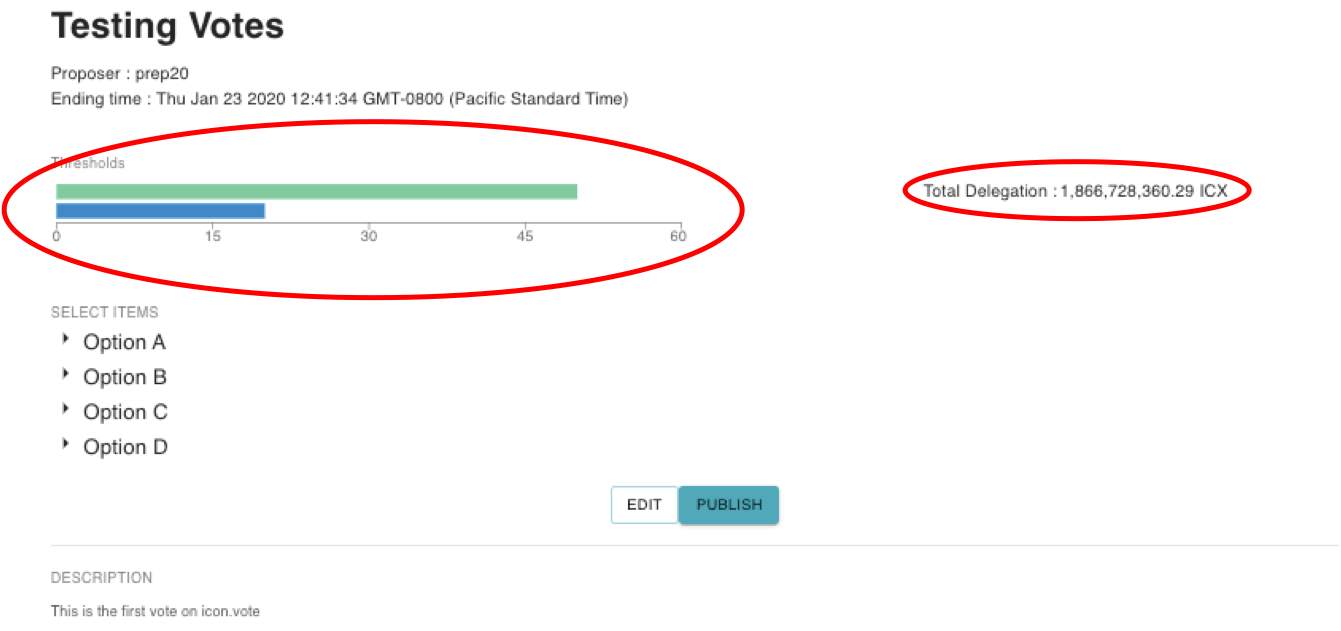 Testing Votes
Proposer : prep20
Ending time : Thu Jan 23 2020 12:41:34 GMT-0800 (Pacific Standard Time)
Thresholds
Total Delegation : 1,866,728,360.29 ICX
0 15 30 45 60
SELECT ITEMS
Option A
Option B
Option C
Option D
EDIT PUBLISH
DESCRIPTION
This is the first vote on icon.vote